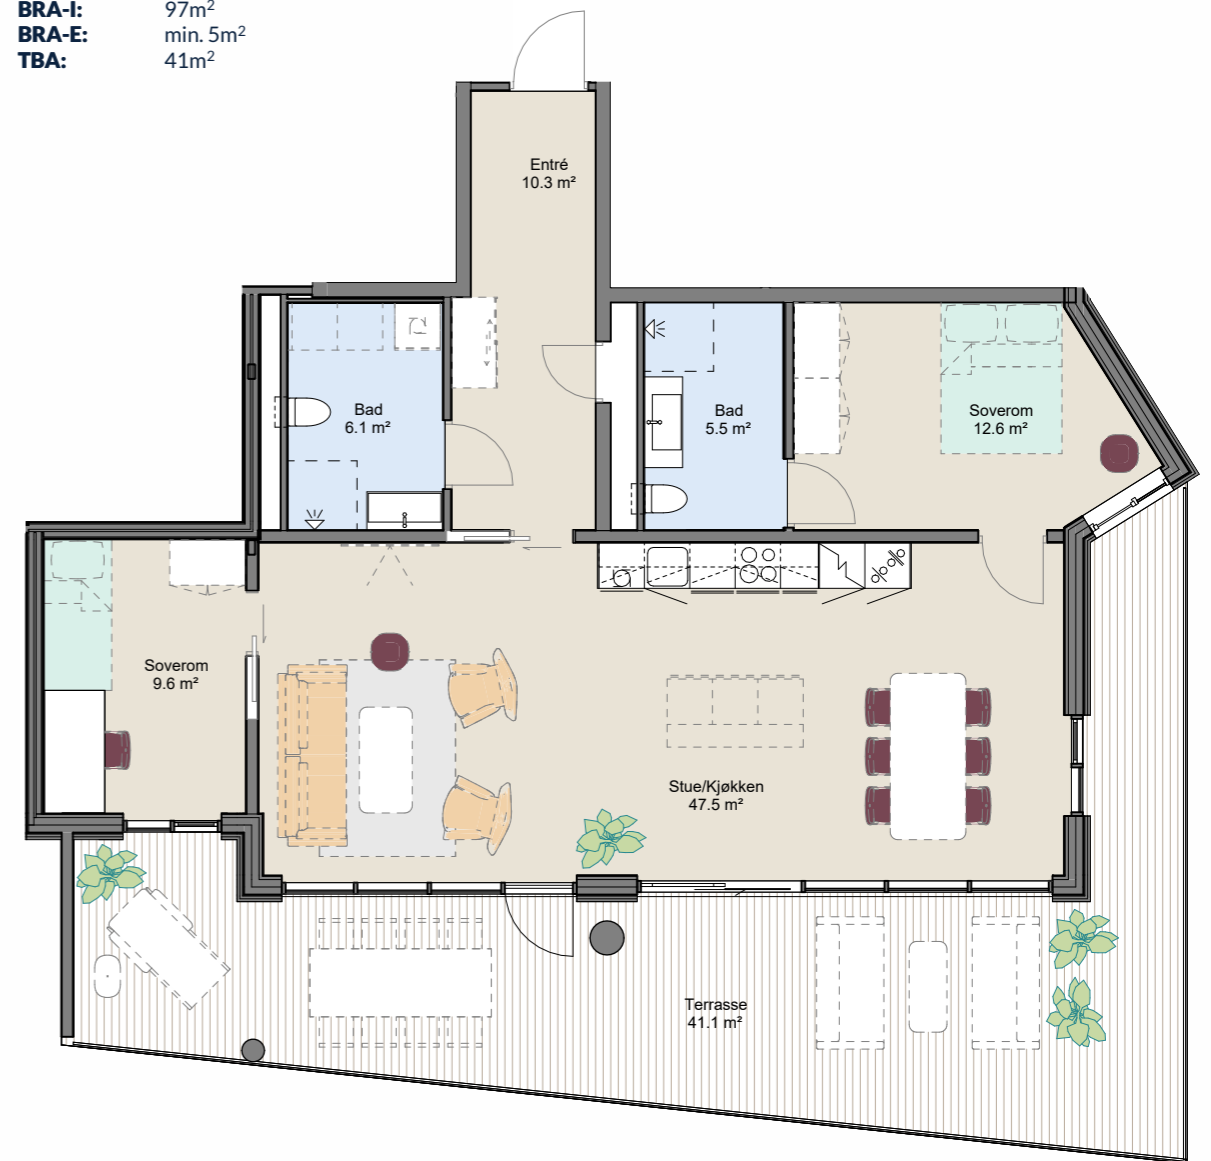 BRA-I: 97m²
BRA-E: min. 5m²
TBA: 41m²
Entré
10.3 m²
Bad
6.1 m²
Bad
5.5 m²
Soverom
12.6 m²
Soverom
9.6 m²
Stue/Kjøkken
47.5 m²
Terrasse
41.1 m²